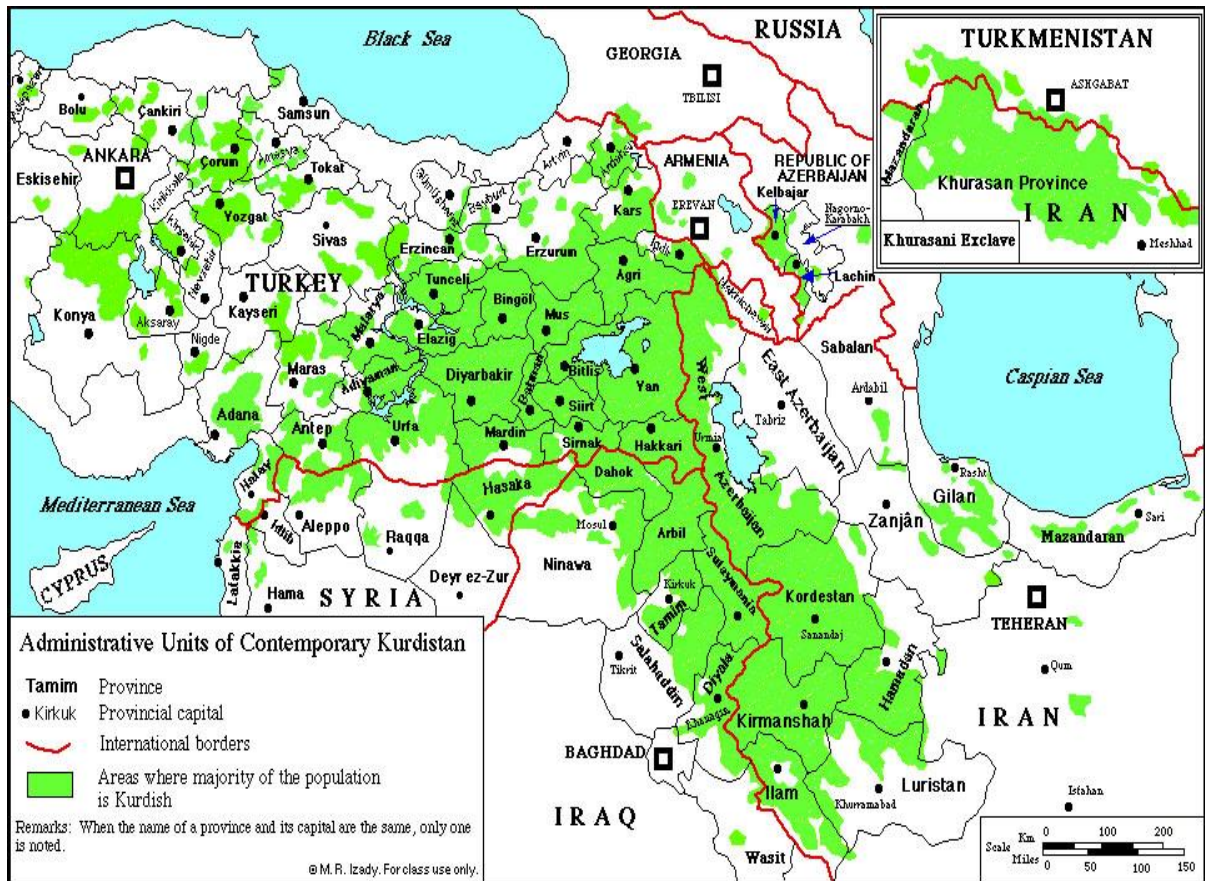 Black Sea
RUSSIA
GEORGIA
TBILISI
TURKMENISTAN
ASHGABAT
Mazandaran
Khurasan Province
IRAN
Khurasani Exclave
Meshhad
Bolu
Çankiri
Samsun
ANKARA
Çorum
Amasya
Tokat
Eskisehir
Kirikkale
Yozgat
Kirsehir
Sivas
Gümüshane
Bayburt
Artvin
Ardahan
Kars
ARMENIA
EREVAN
REPUBLIC OF
AZERBAIJAN
Kelbajar
Nagorno-
Karabakh
Lachin
Erzincan
Erzurun
Igdir
Agri
Nakhichevan
TURKEY
Nevsehir
Kayseri
Konya
Aksaray
Nigde
Tunceli
Bingöl
Mus
Malatya
Elazig
Maras
Adiyaman
Diyarbakir
Batman
Bitlis
Siirt
Yan
Adana
Antep
Urfa
Mardin
Sirnak
Hakkari
West
Azerbaijan
Urmia
East Azerbaijan
Tabriz
Sabalan
Ardabil
Caspian Sea
Rasht
Gilan
Zanjân
Mazandaran
Sari
Mediterranean Sea
CYPRUS
Hatay
Idlib
Aleppo
Latakkia
Hama
Raqqa
Hasaka
Deyr ez-Zur
SYRIA
Dahok
Mosul
Ninawa
Arbil
Sulaymania
Kirkuk
Tamim
Salahaddin
Tikrit
Diyala
Khanaqin
BAGHDAD
IRAQ
Wasit
Kordestan
Sanandaj
Hamadan
Kirmanshah
Ilam
Luristan
Khurramabad
TEHERAN
Qum
IRAN
Isfahan
Administrative Units of Contemporary Kurdistan
Tamim Province
Kirkuk Provincial capital
International borders
Areas where majority of the population
is Kurdish
Remarks: When the name of a province and its capital are the same, only one
is noted.
© M. R. Izady. For class use only.
Scale
Km 0 100 200
Miles 0 50 100 150